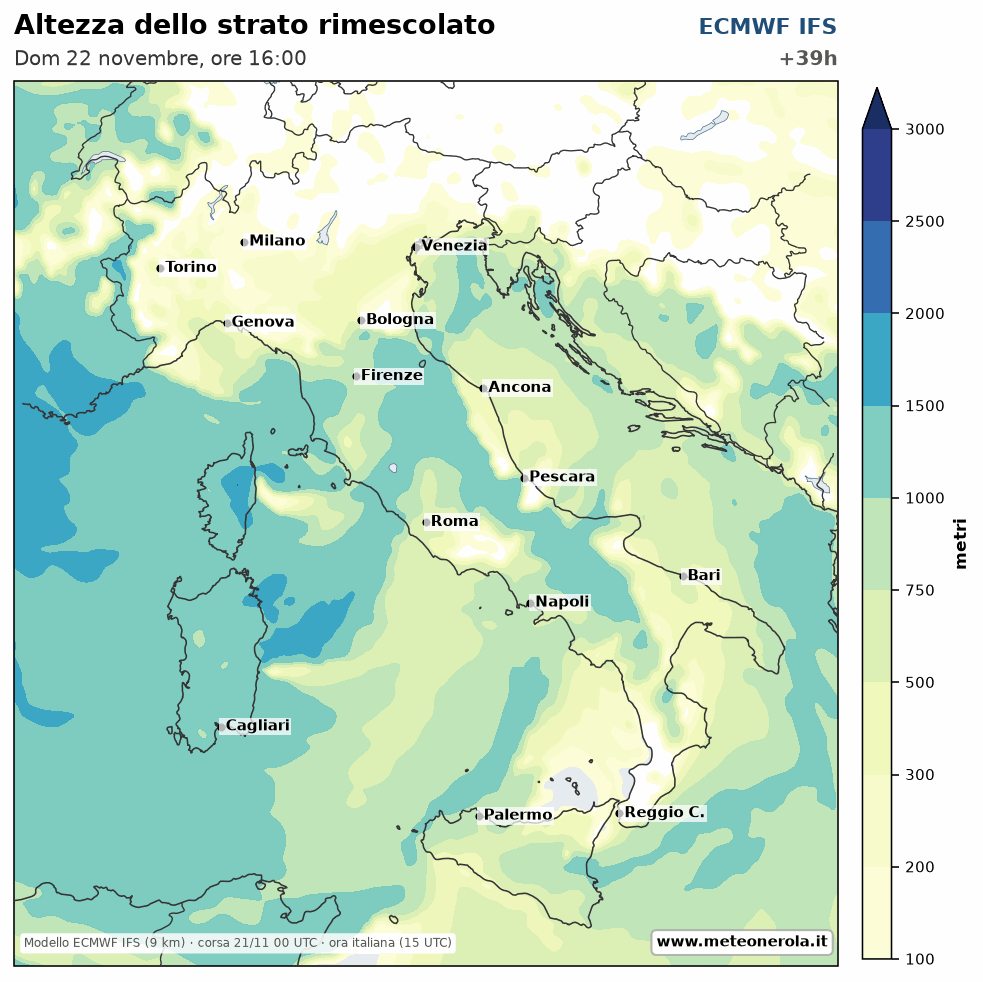 Altezza dello strato rimescolato
ECMWF IFS
Dom 22 novembre, ore 16:00
+39h
Milano
Venezia
Torino
Genova
Bologna
Firenze
Ancona
Pescara
Roma
Bari
Napoli
Cagliari
Palermo
Reggio C.
3000
2500
2000
1500
1000
750
500
300
200
100
metri
Modello ECMWF IFS (9 km) · corsa 21/11 00 UTC · ora italiana (15 UTC)
www.meteonerola.it